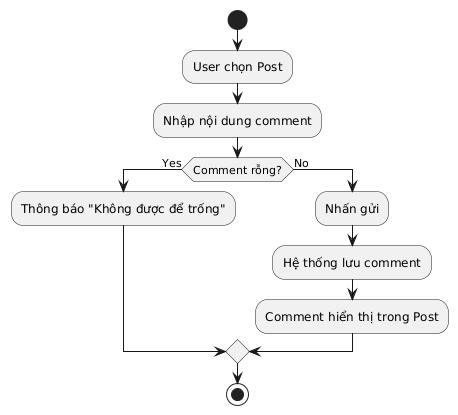 User chọn Post
Nhập nội dung comment
Comment rỗng?
Yes
No
Thông báo "Không được để trống"
Nhấn gửi
Hệ thống lưu comment
Comment hiển thị trong Post